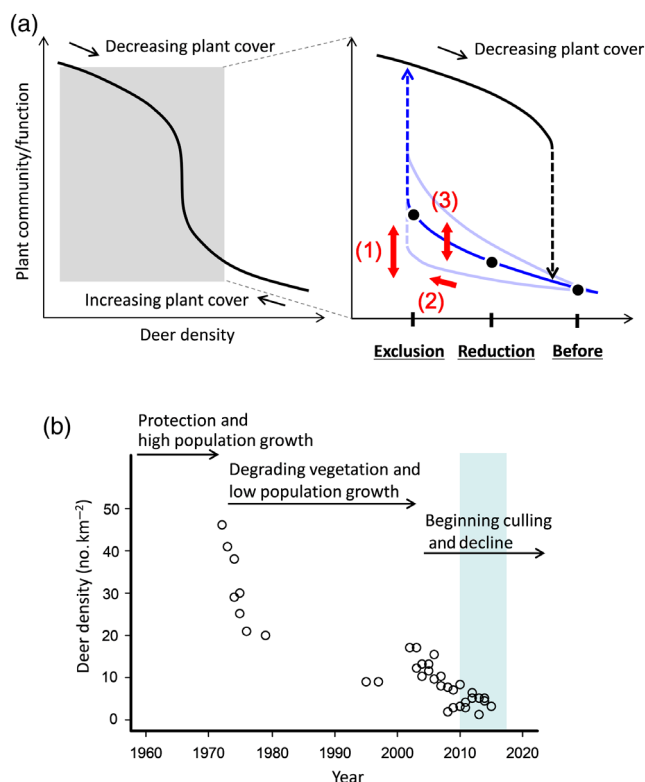 (a)
Decreasing plant cover
Plant community/function
Increasing plant cover
Deer density
Decreasing plant cover
(3)
(1)
(2)
Exclusion Reduction Before
(b)
Protection and
high population growth
Degrading vegetation and
low population growth
Beginning culling
and decline
Deer density (no. km⁻²)
50
40
30
20
10
0
1960 1970 1980 1990 2000 2010 2020
Year